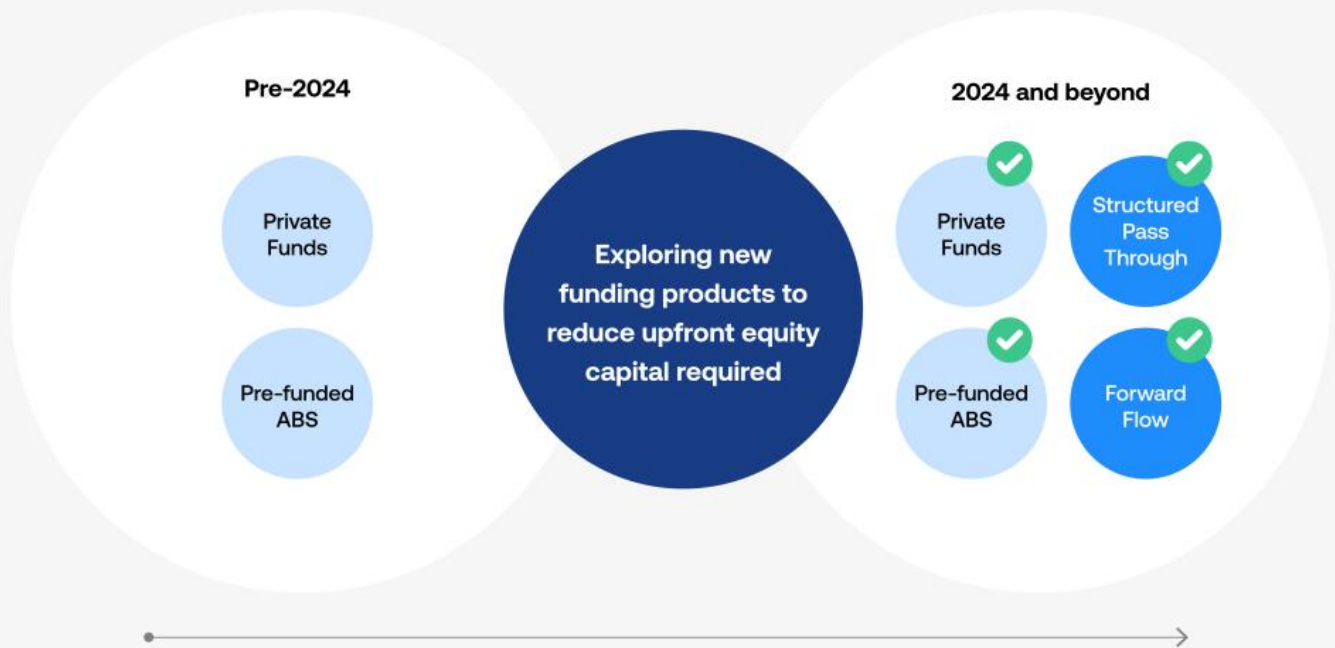 Pre-2024
Private
Funds
Pre-funded
ABS
Exploring new
funding products to
reduce upfront equity
capital required
2024 and beyond
Private
Funds
Structured
Pass
Through
Pre-funded
ABS
Forward
Flow